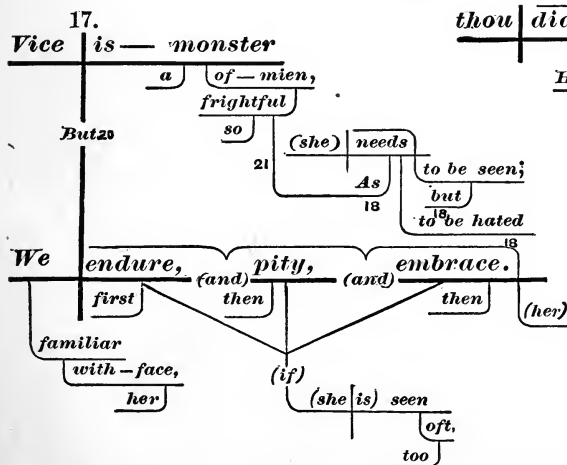 17.
thou did
Vice is — monster
a of — mien,
H
frightful
so
But 20
(she) needs
21
to be seen;
As
but
18
18
to be hated
We
18
endure, (and) pity, (and) embrace.
first then then
(her)
familiar
with — face,
(if)
her
(she is) seen
oft,
too